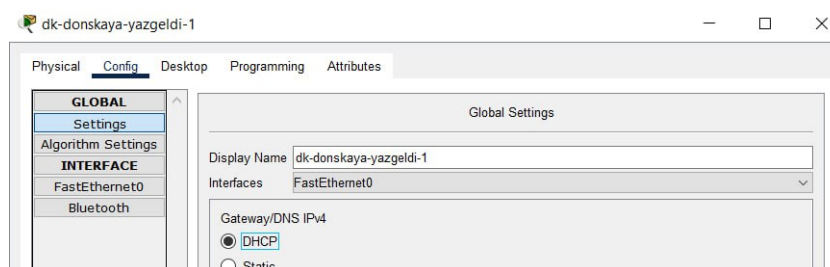 dk-donskaya-yazgeldi-1
Physical Config Desktop Programming Attributes
GLOBAL
Settings
Algorithm Settings
INTERFACE
FastEthernet0
Bluetooth
Global Settings
Display Name dk-donskaya-yazgeldi-1
Interfaces FastEthernet0
Gateway/DNS IPv4
DHCP
Static